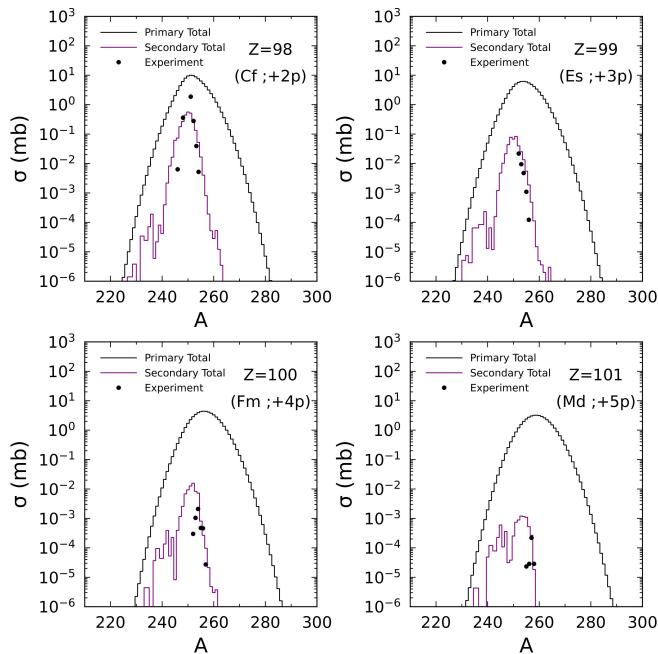 10³
10²
10¹
10⁰
10⁻¹
10⁻²
10⁻³
10⁻⁴
10⁻⁵
10⁻⁶
σ (mb)
Primary Total
Secondary Total
Experiment
Z=98
(Cf ;+2p)
220 240 260 280 300
A
10³
10²
10¹
10⁰
10⁻¹
10⁻²
10⁻³
10⁻⁴
10⁻⁵
10⁻⁶
σ (mb)
Primary Total
Secondary Total
Experiment
Z=99
(Es ;+3p)
220 240 260 280 300
A
10³
10²
10¹
10⁰
10⁻¹
10⁻²
10⁻³
10⁻⁴
10⁻⁵
10⁻⁶
σ (mb)
Primary Total
Secondary Total
Experiment
Z=100
(Fm ;+4p)
220 240 260 280 300
A
10³
10²
10¹
10⁰
10⁻¹
10⁻²
10⁻³
10⁻⁴
10⁻⁵
10⁻⁶
σ (mb)
Primary Total
Secondary Total
Experiment
Z=101
(Md ;+5p)
220 240 260 280 300
A